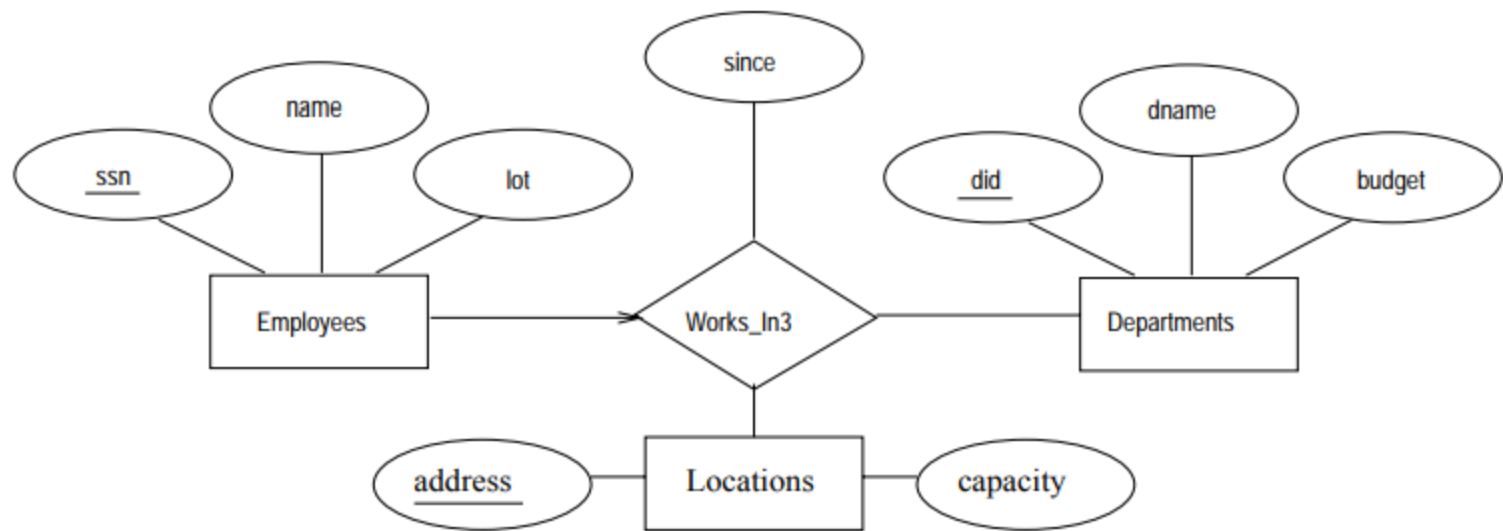 since
name
dname
ssn
lot
did
budget
Employees
Works_In3
Departments
address
Locations
capacity